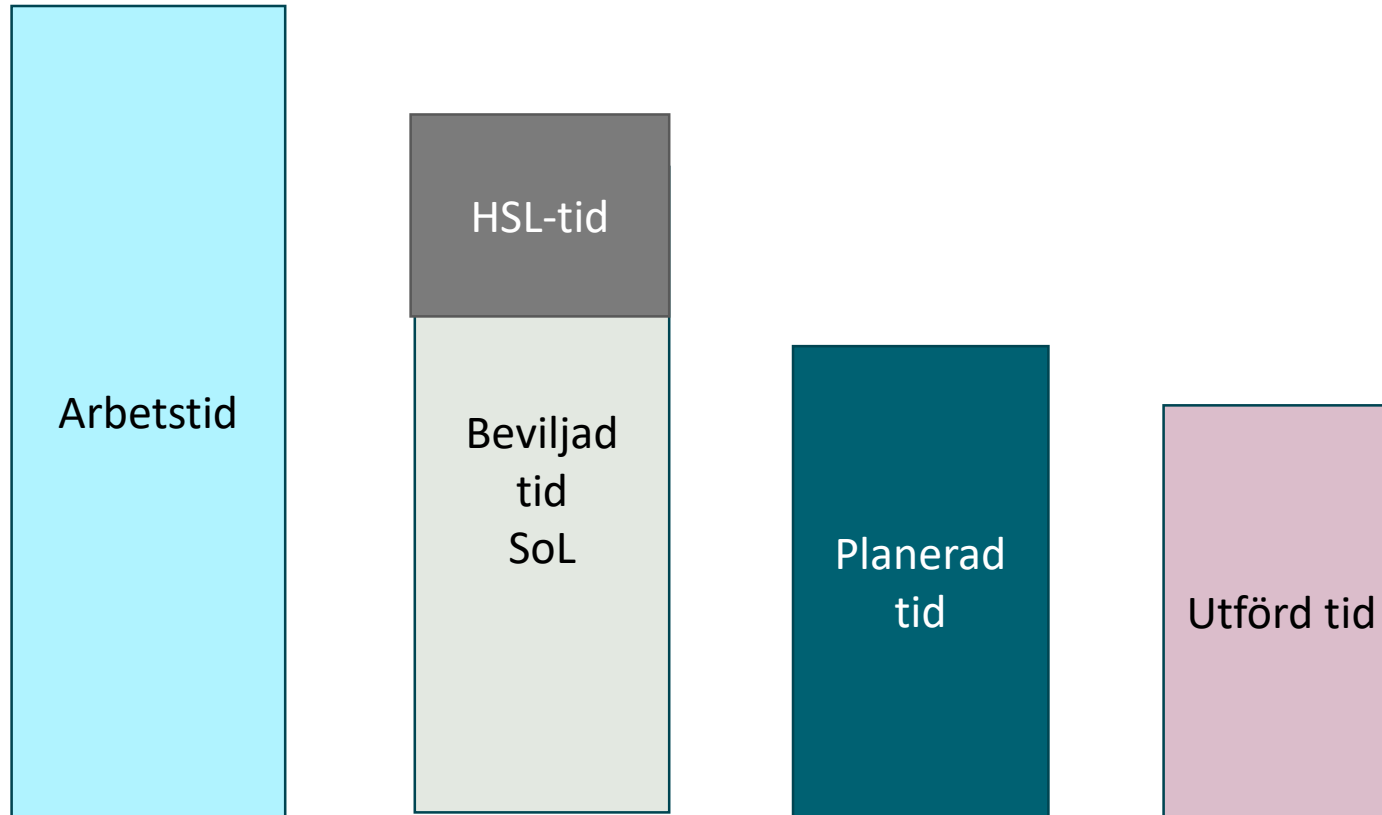 Arbetstid
HSL-tid
Beviljad
tid
SoL
Planerad
tid
Utförd tid